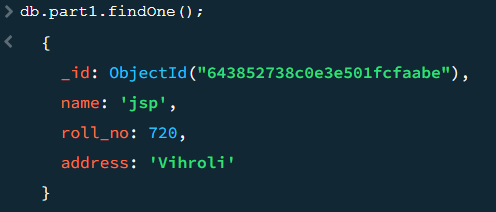 > db.part1.findOne();
< {
_id: ObjectId("643852738c0e3e501fcfaabe"),
name: 'jsp',
roll_no: 720,
address: 'Vihroli'
}